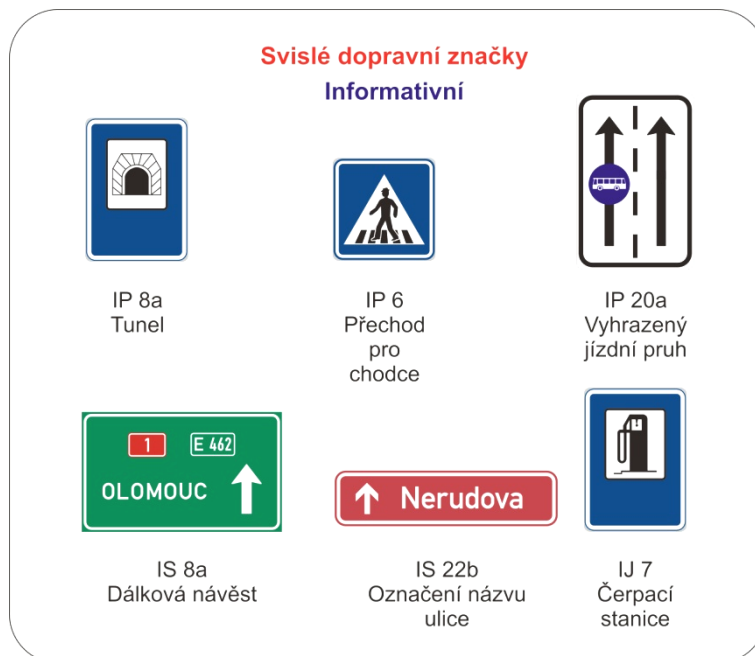 Svislé dopravní značky
Informativní
IP 8a
Tunel
IP 6
Přechod
pro
chodce
IP 20a
Vyhrazený
jízdní pruh
1
E 462
OLOMOUC
IS 8a
Dálková návěst
Nerudova
IS 22b
Označení názvu
ulice
IJ 7
Čerpací
stanice